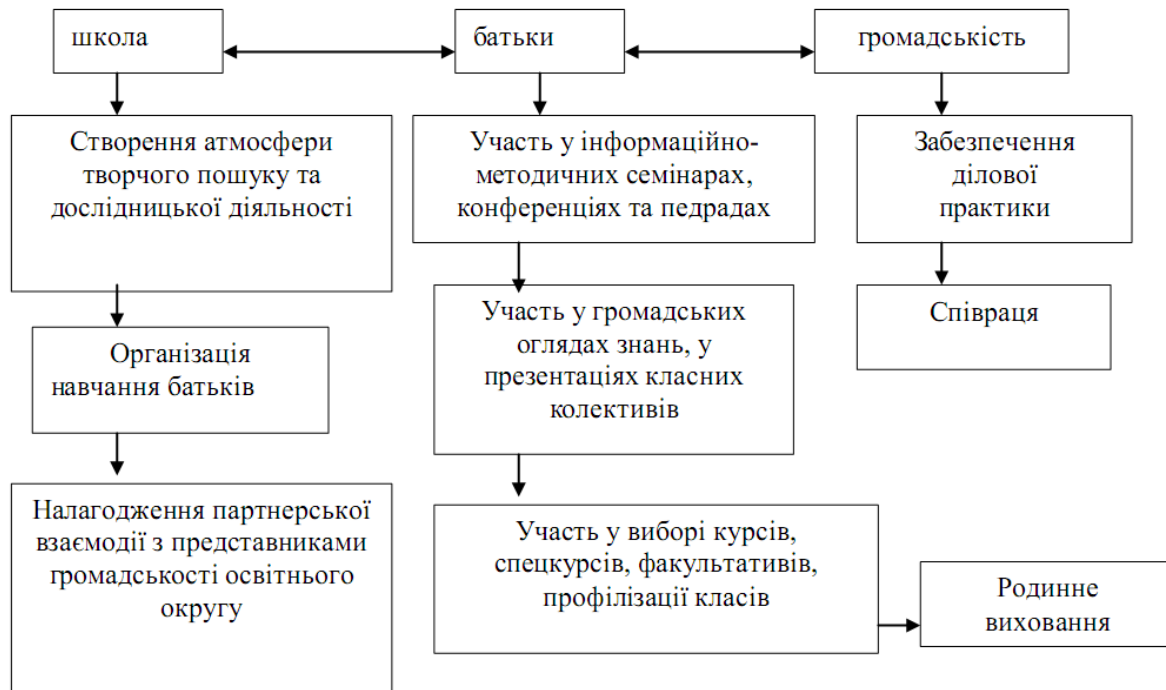 школа
батьки
громадськість
Створення атмосфери
творчого пошуку та
дослідницької діяльності
Участь у інформаційно-
методичних семінарах,
конференціях та педрадах
Забезпечення
ділової
практики
Організація
навчання батьків
Участь у громадських
оглядах знань, у
презентаціях класних
колективів
Співраця
Налагодження партнерської
взаємодії з представниками
громадськості освітнього
округу
Участь у виборі курсів,
спецкурсів, факультативів,
профілізації класів
Родинне
виховання